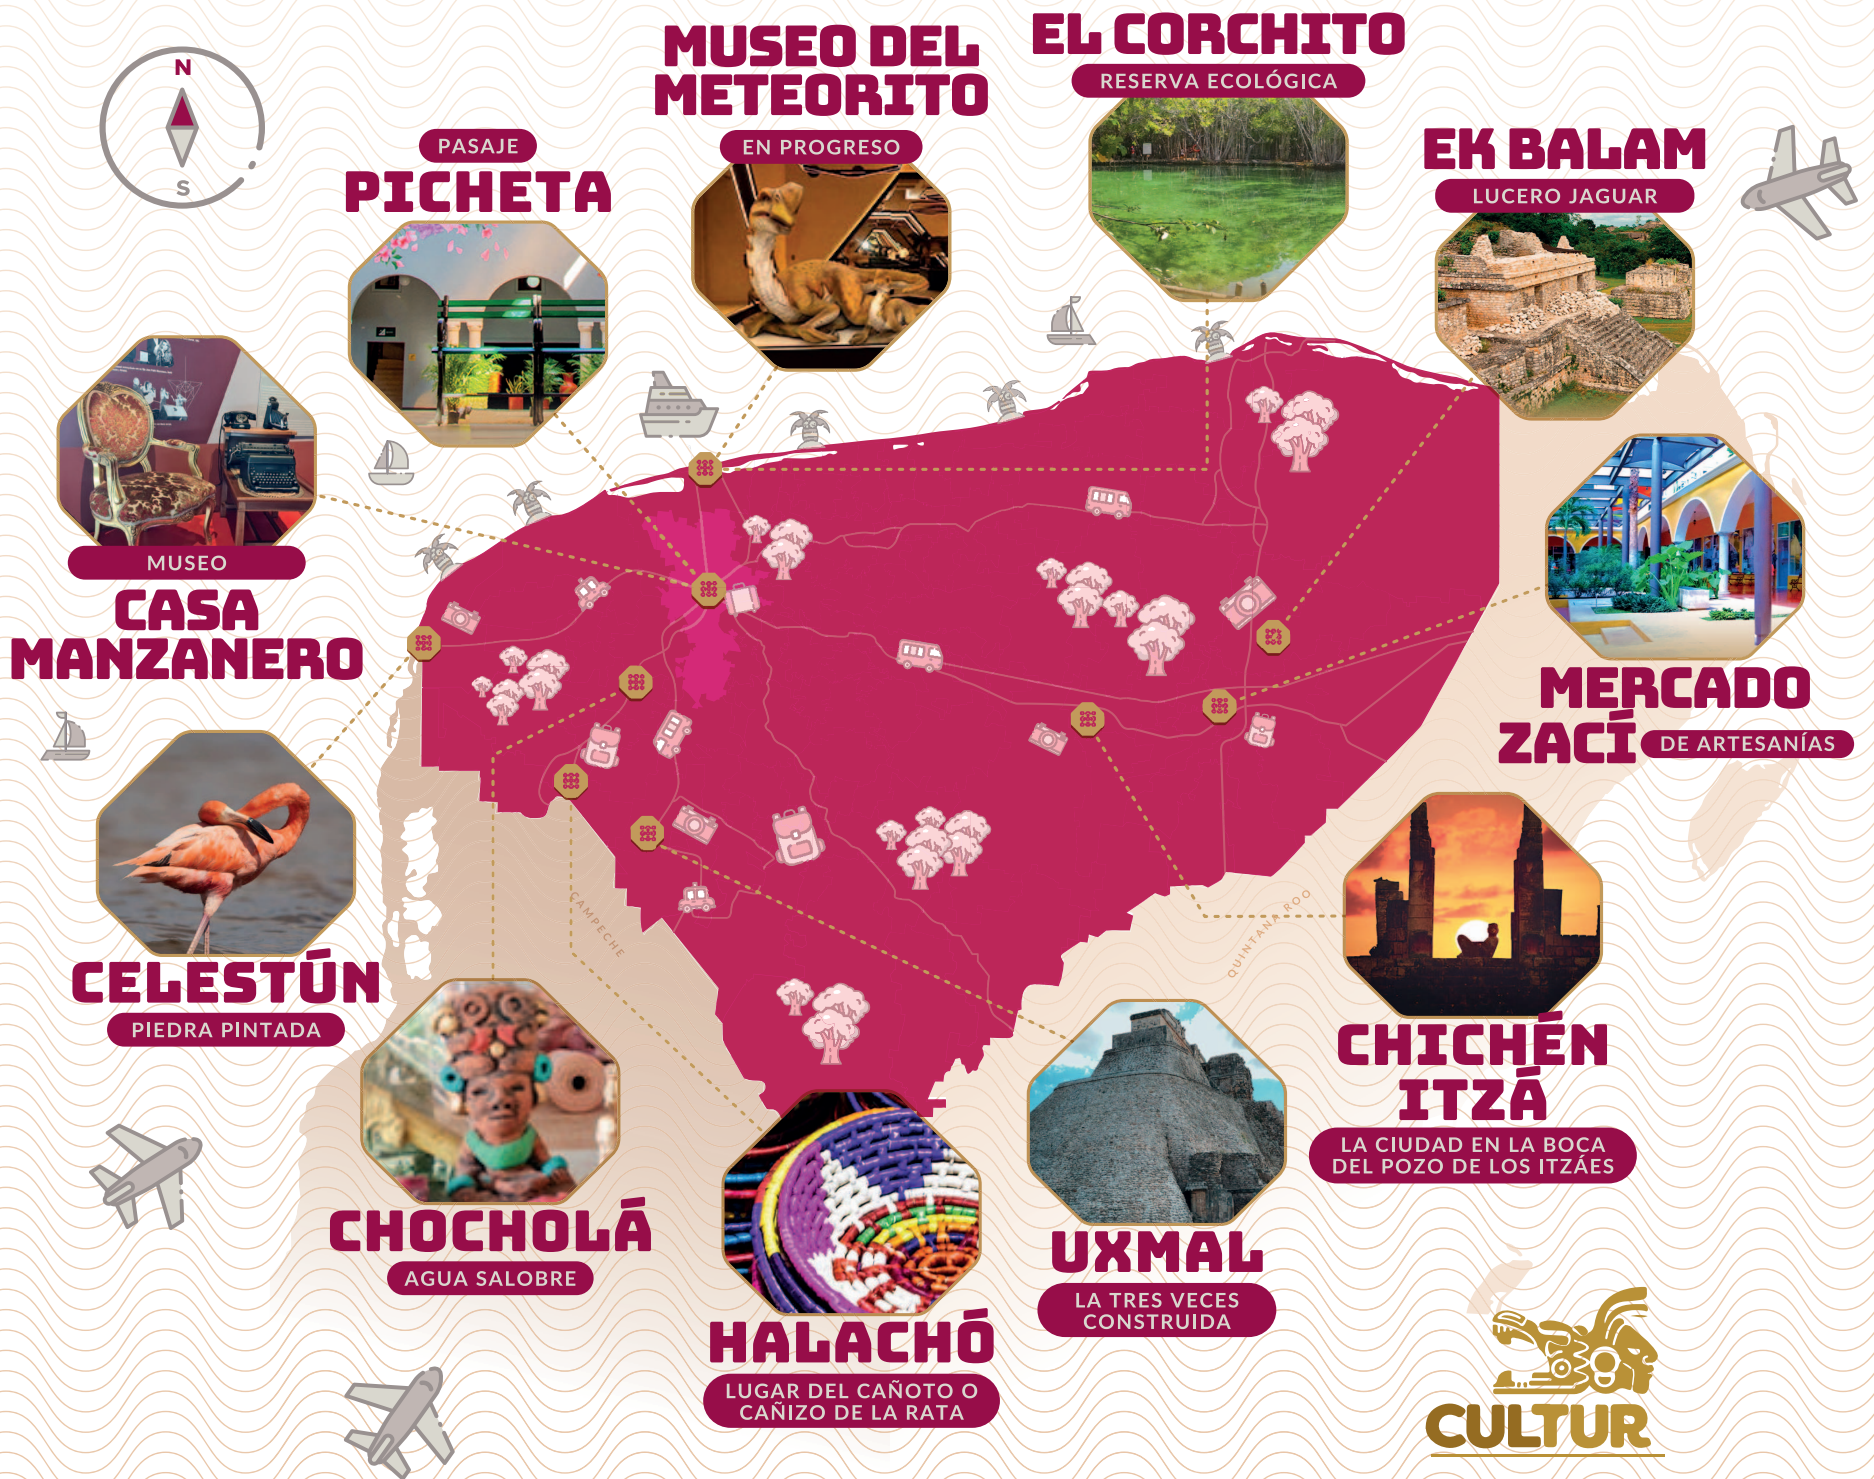 N
S
MUSEO DEL
METEORITO
EN PROGRESO
EL CORCHITO
RESERVA ECOLÓGICA
PASAJE
PICHETA
EK BALAM
LUCERO JAGUAR
MUSEO
CASA
MANZANERO
MERCADO
ZACÍ DE ARTESANÍAS
CELESTÚN
PIEDRA PINTADA
CAMPECHE
QUINTANA ROO
CHICHÉN
ITZÁ
LA CIUDAD EN LA BOCA
DEL POZO DE LOS ITZÁES
CHOCHOLÁ
AGUA SALOBRE
UXMAL
LA TRES VECES
CONSTRUIDA
HALACHÓ
LUGAR DEL CAÑOTO O
CAÑIZO DE LA RATA
CULTUR